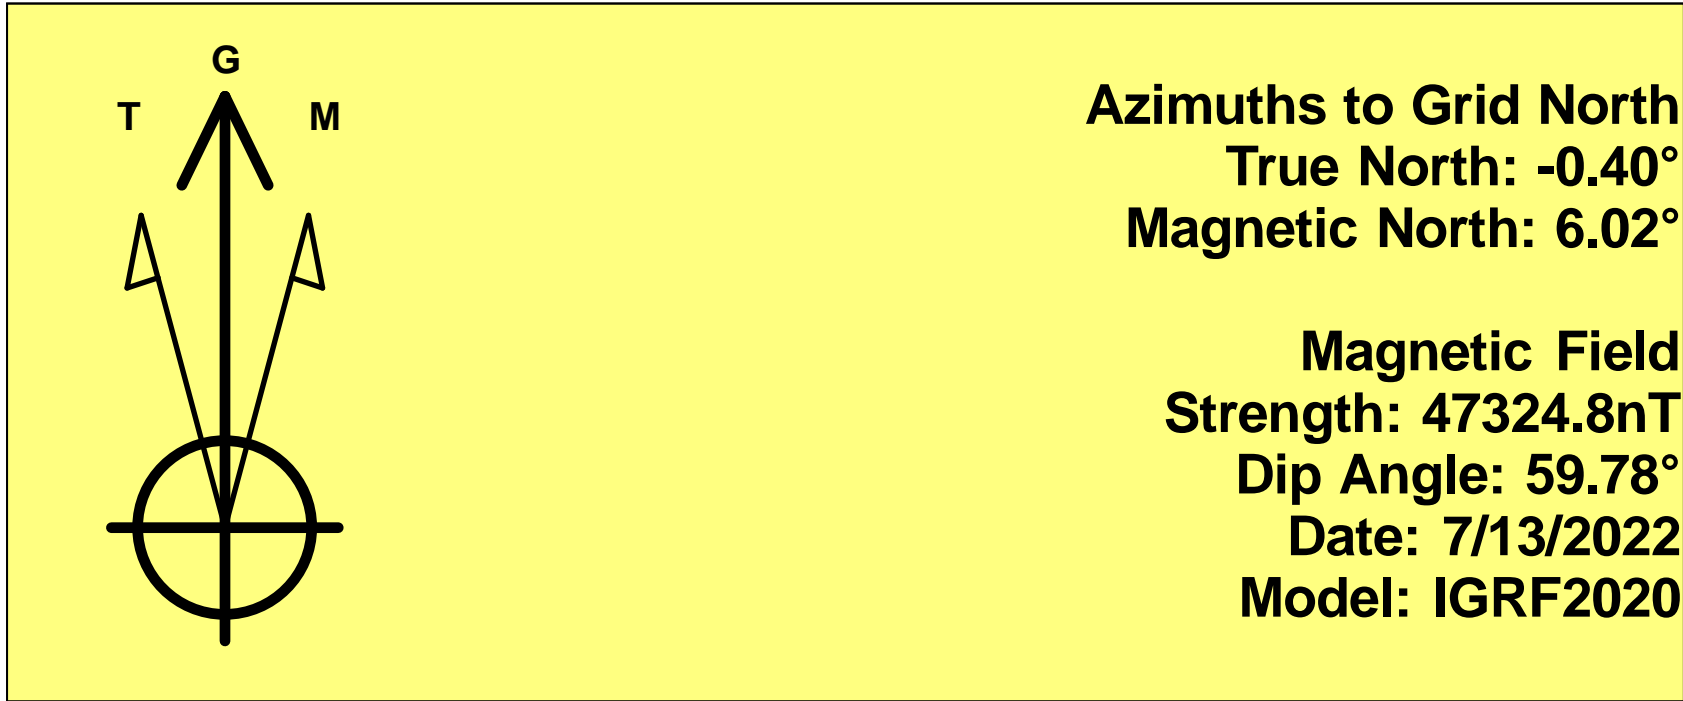 G
T M
Azimuths to Grid North
True North: -0.40°
Magnetic North: 6.02°
Magnetic Field
Strength: 47324.8nT
Dip Angle: 59.78°
Date: 7/13/2022
Model: IGRF2020